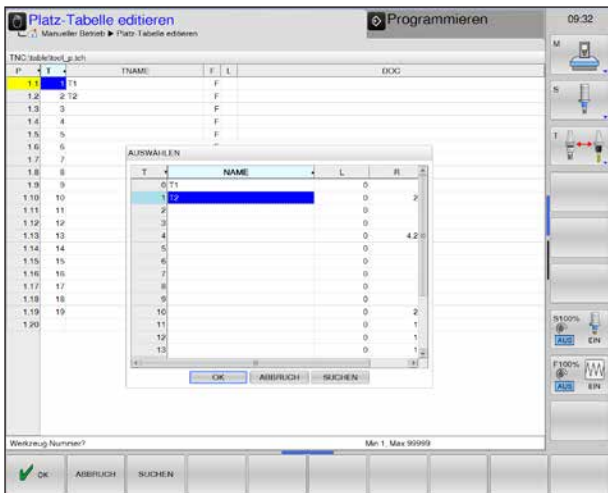 Platz-Tabelle editieren
Programmieren
09:32
Manueller Betrieb ▶ Platz-Tabelle editieren
TNC:\table\tool_p.tch
P T TNAME F L DOC
1.1 1 T1 F
1.2 2 T2 F
1.3 3 F
1.4 4 F
1.5 5 F
1.6 6 F
1.7 7
1.8 8
1.9 9
1.10 10
1.11 11
1.12 12
1.13 13
1.14 14
1.15 15
1.16 16
1.17 17
1.18 18
1.19 19
1.20
AUSWÄHLEN
T NAME L R
0 T1 0
1 T2 0 2
2 0
3 0
4 0 4.2
5 0
6 0
7 0
8 0
9 0
10 0 2
11 0 1
12 0 1
13 0 1
OK ABBRUCH SUCHEN
M
S
T
S100%
AUS EIN
F100%
AUS EIN
Werkzeug-Nummer?
Min 1, Max 99999
OK ABBRUCH SUCHEN